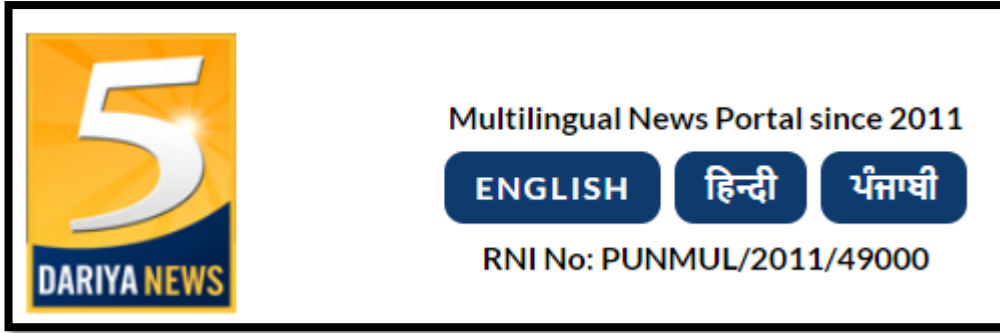 5
DARIYA NEWS
Multilingual News Portal since 2011
ENGLISH हिन्दी ਪੰਜਾਬੀ
RNI No: PUNMUL/2011/49000